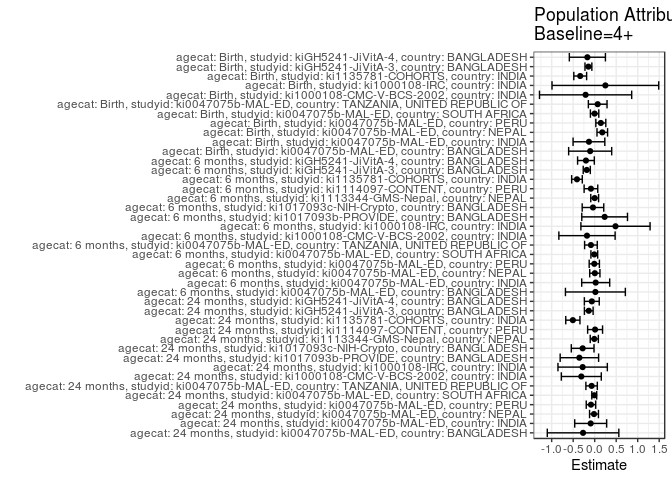 Population Attribu
Baseline=4+
agecat: Birth, studyid: kiGH5241-JiVitA-4, country: BANGLADESH
agecat: Birth, studyid: kiGH5241-JiVitA-3, country: BANGLADESH
agecat: Birth, studyid: ki1135781-COHORTS, country: INDIA
agecat: Birth, studyid: ki1000108-IRC, country: INDIA
agecat: Birth, studyid: ki1000108-CMC-V-BCS-2002, country: INDIA
agecat: Birth, studyid: ki0047075b-MAL-ED, country: TANZANIA, UNITED REPUBLIC OF
agecat: Birth, studyid: ki0047075b-MAL-ED, country: SOUTH AFRICA
agecat: Birth, studyid: ki0047075b-MAL-ED, country: PERU
agecat: Birth, studyid: ki0047075b-MAL-ED, country: NEPAL
agecat: Birth, studyid: ki0047075b-MAL-ED, country: INDIA
agecat: Birth, studyid: ki0047075b-MAL-ED, country: BANGLADESH
agecat: 6 months, studyid: kiGH5241-JiVitA-4, country: BANGLADESH
agecat: 6 months, studyid: kiGH5241-JiVitA-3, country: BANGLADESH
agecat: 6 months, studyid: ki1135781-COHORTS, country: INDIA
agecat: 6 months, studyid: ki1114097-CONTENT, country: PERU
agecat: 6 months, studyid: ki1113344-GMS-Nepal, country: NEPAL
agecat: 6 months, studyid: ki1017093c-NIH-Crypto, country: BANGLADESH
agecat: 6 months, studyid: ki1017093b-PROVIDE, country: BANGLADESH
agecat: 6 months, studyid: ki1000108-IRC, country: INDIA
agecat: 6 months, studyid: ki1000108-CMC-V-BCS-2002, country: INDIA
agecat: 6 months, studyid: ki0047075b-MAL-ED, country: TANZANIA, UNITED REPUBLIC OF
agecat: 6 months, studyid: ki0047075b-MAL-ED, country: SOUTH AFRICA
agecat: 6 months, studyid: ki0047075b-MAL-ED, country: PERU
agecat: 6 months, studyid: ki0047075b-MAL-ED, country: NEPAL
agecat: 6 months, studyid: ki0047075b-MAL-ED, country: INDIA
agecat: 6 months, studyid: ki0047075b-MAL-ED, country: BANGLADESH
agecat: 24 months, studyid: kiGH5241-JiVitA-4, country: BANGLADESH
agecat: 24 months, studyid: kiGH5241-JiVitA-3, country: BANGLADESH
agecat: 24 months, studyid: ki1135781-COHORTS, country: INDIA
agecat: 24 months, studyid: ki1114097-CONTENT, country: PERU
agecat: 24 months, studyid: ki1113344-GMS-Nepal, country: NEPAL
agecat: 24 months, studyid: ki1017093c-NIH-Crypto, country: BANGLADESH
agecat: 24 months, studyid: ki1017093b-PROVIDE, country: BANGLADESH
agecat: 24 months, studyid: ki1000108-IRC, country: INDIA
agecat: 24 months, studyid: ki1000108-CMC-V-BCS-2002, country: INDIA
agecat: 24 months, studyid: ki0047075b-MAL-ED, country: TANZANIA, UNITED REPUBLIC OF
agecat: 24 months, studyid: ki0047075b-MAL-ED, country: SOUTH AFRICA
agecat: 24 months, studyid: ki0047075b-MAL-ED, country: PERU
agecat: 24 months, studyid: ki0047075b-MAL-ED, country: NEPAL
agecat: 24 months, studyid: ki0047075b-MAL-ED, country: INDIA
agecat: 24 months, studyid: ki0047075b-MAL-ED, country: BANGLADESH
-1.0 -0.5 0.0 0.5 1.0 1.5
Estimate